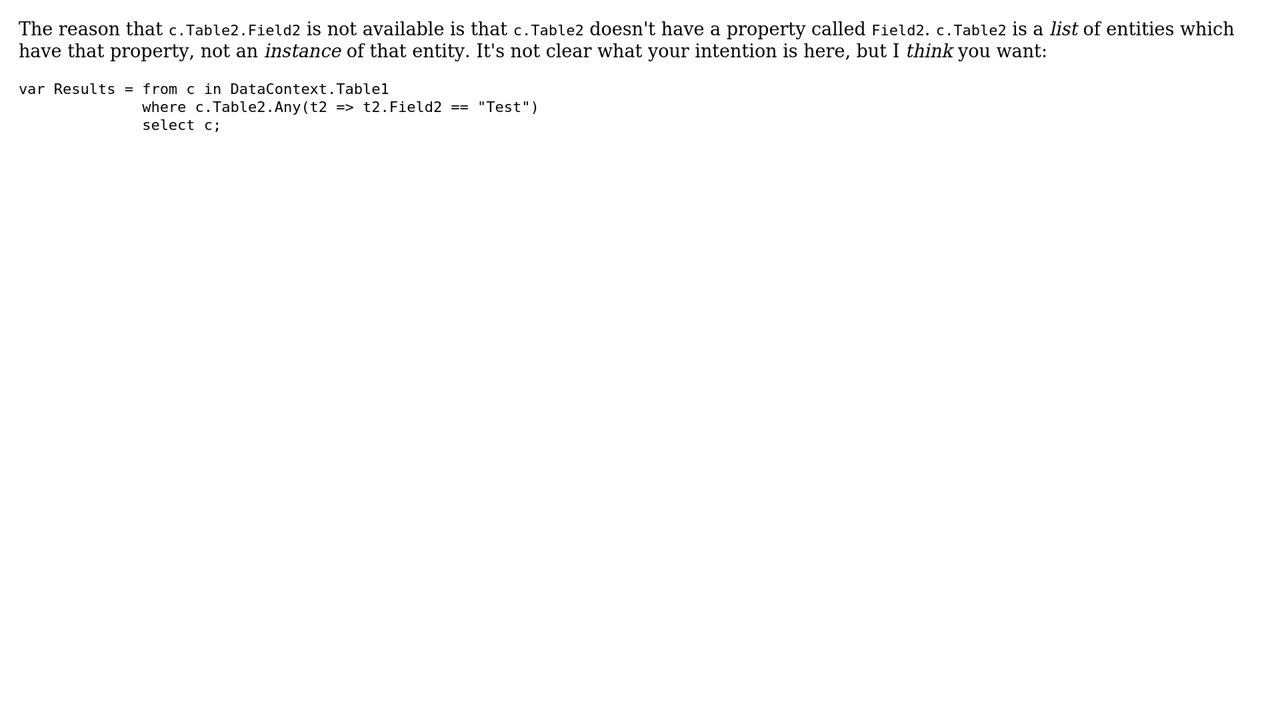 The reason that c.Table2.Field2 is not available is that c.Table2 doesn't have a property called Field2. c.Table2 is a list of entities which
have that property, not an instance of that entity. It's not clear what your intention is here, but I think you want:
var Results = from c in DataContext.Table1
              where c.Table2.Any(t2 => t2.Field2 == "Test")
              select c;